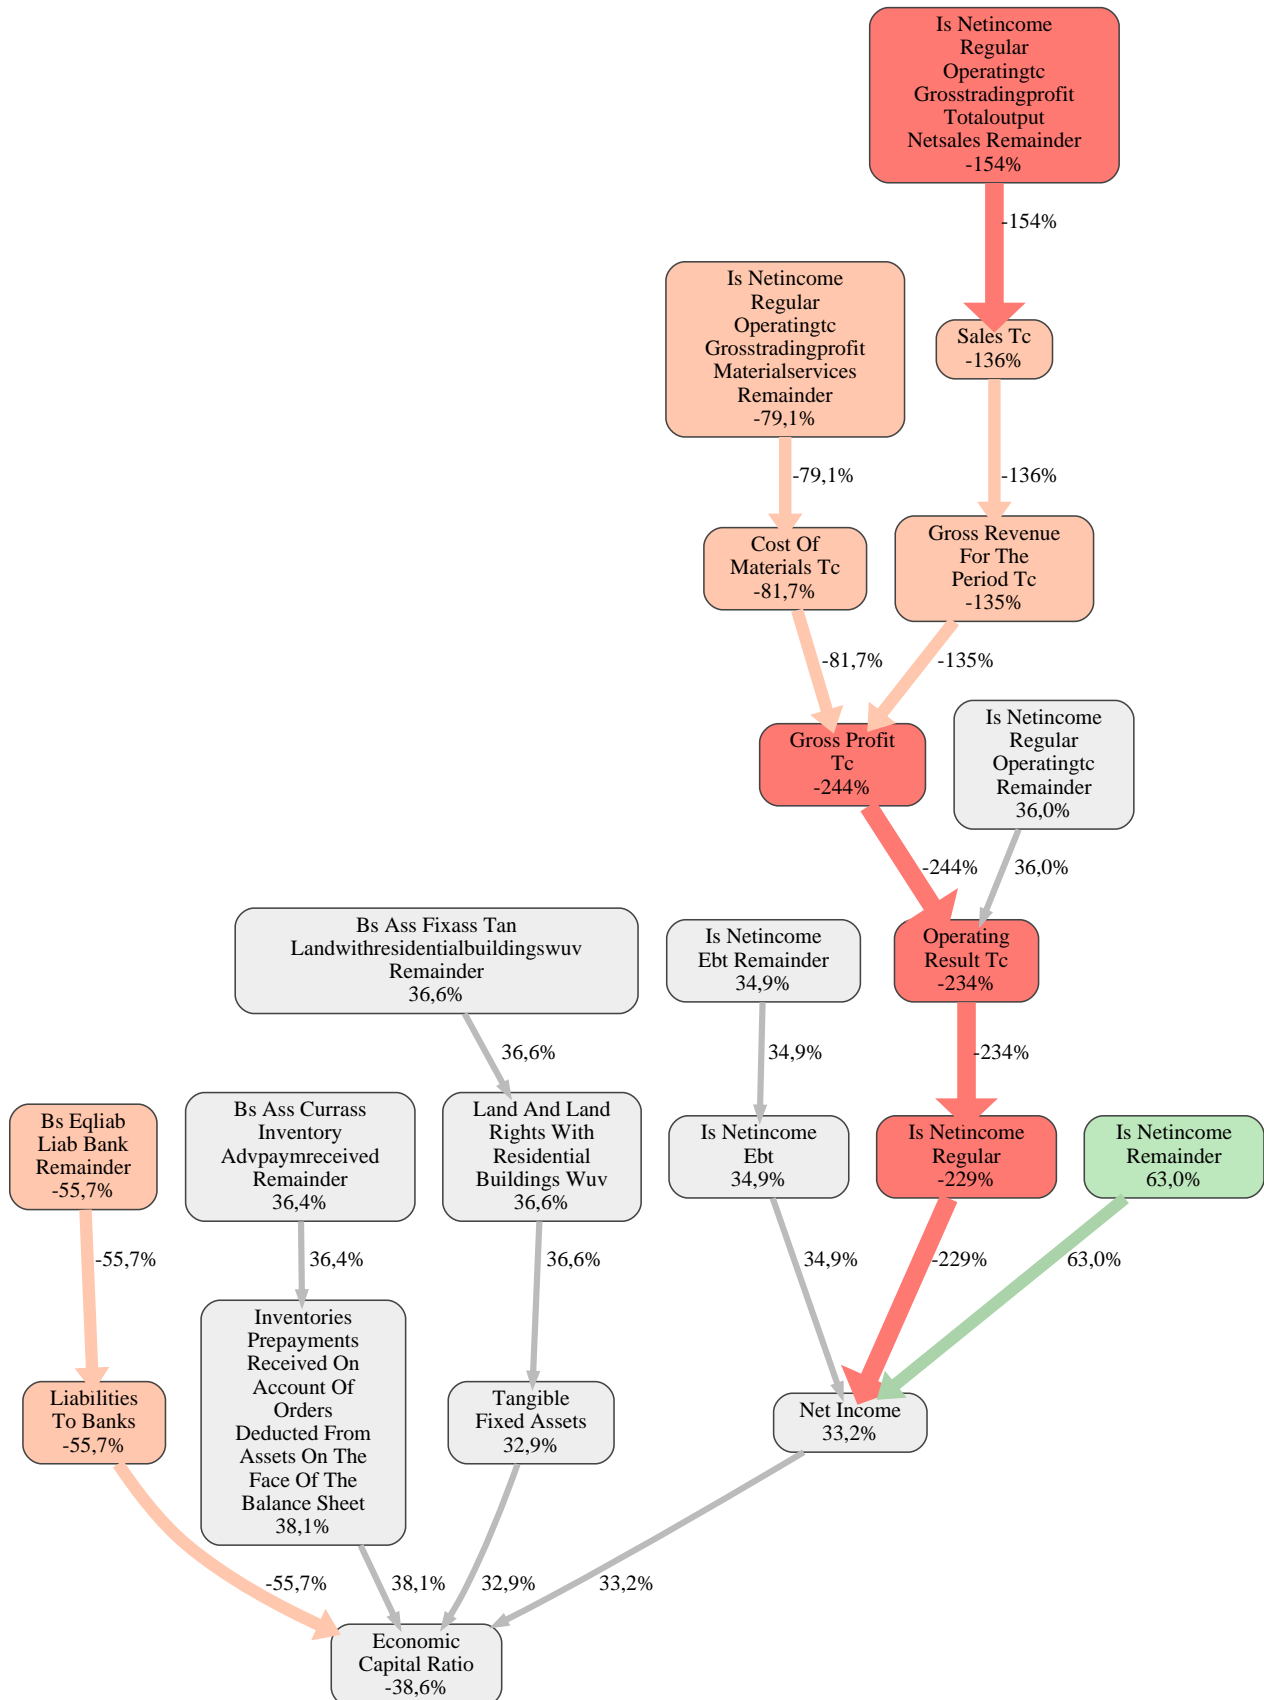 Is Netincome
Regular
Operatingtc
Grosstradingprofit
Totaloutput
Netsales Remainder
-154%
-154%
Is Netincome
Regular
Operatingtc
Grosstradingprofit
Materialservices
Remainder
-79,1%
Sales Tc
-136%
-79,1%
-136%
Cost Of
Materials Tc
-81,7%
Gross Revenue
For The
Period Tc
-135%
-81,7%
-135%
Gross Profit
Tc
-244%
Is Netincome
Regular
Operatingtc
Remainder
36,0%
-244%
36,0%
Bs Ass Fixass Tan
Landwithresidentialbuildingswuv
Remainder
36,6%
Is Netincome
Ebt Remainder
34,9%
Operating
Result Tc
-234%
36,6%
34,9%
-234%
Bs Eqliab
Liab Bank
Remainder
-55,7%
Bs Ass Currass
Inventory
Advpaymreceived
Remainder
36,4%
Land And Land
Rights With
Residential
Buildings Wuv
36,6%
Is Netincome
Ebt
34,9%
Is Netincome
Regular
-229%
Is Netincome
Remainder
63,0%
-55,7%
36,4%
36,6%
34,9%
-229%
63,0%
Liabilities
To Banks
-55,7%
Inventories
Prepayments
Received On
Account Of
Orders
Deducted From
Assets On The
Face Of The
Balance Sheet
38,1%
Tangible
Fixed Assets
32,9%
Net Income
33,2%
-55,7%
38,1%
32,9%
33,2%
Economic
Capital Ratio
-38,6%